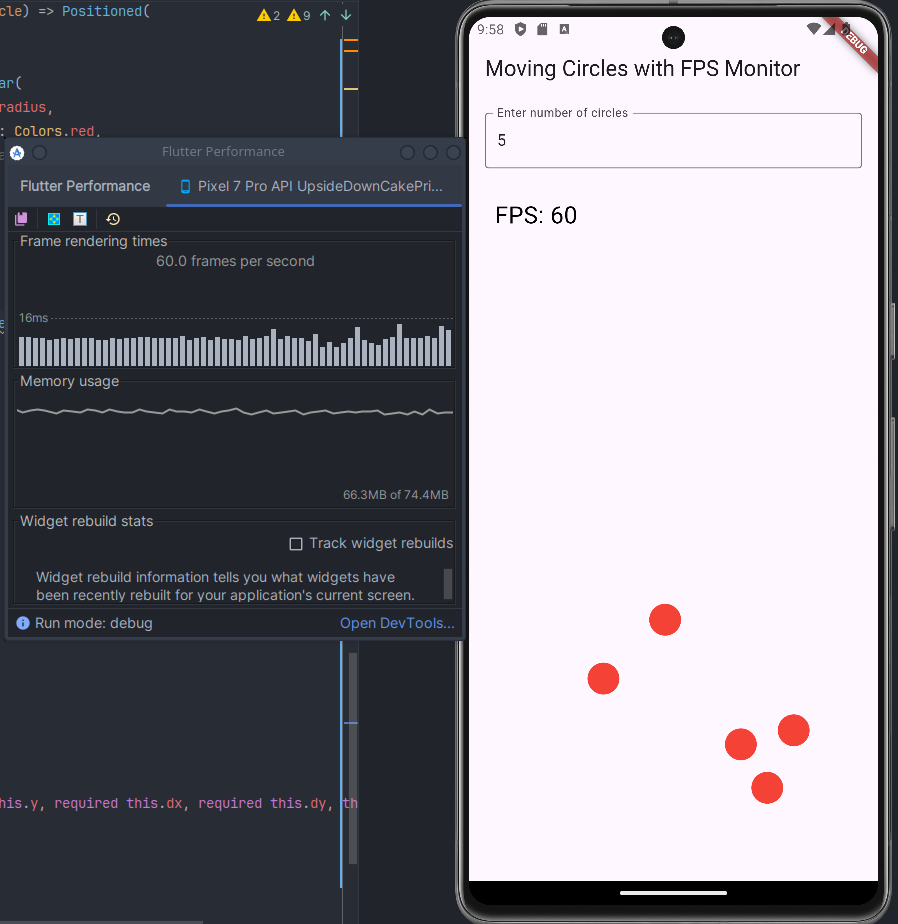 cle) => Positioned(
2 9
ar(
radius,
: Colors.red,
Flutter Performance
Flutter Performance
Pixel 7 Pro API UpsideDownCakePri...
T
Frame rendering times
60.0 frames per second
16ms
Memory usage
66.3MB of 74.4MB
Widget rebuild stats
Track widget rebuilds
Widget rebuild information tells you what widgets have
been recently rebuilt for your application's current screen.
Run mode: debug
Open DevTools...
his.y, required this.dx, required this.dy, th
9:58
A
DEBUG
Moving Circles with FPS Monitor
Enter number of circles
5
FPS: 60